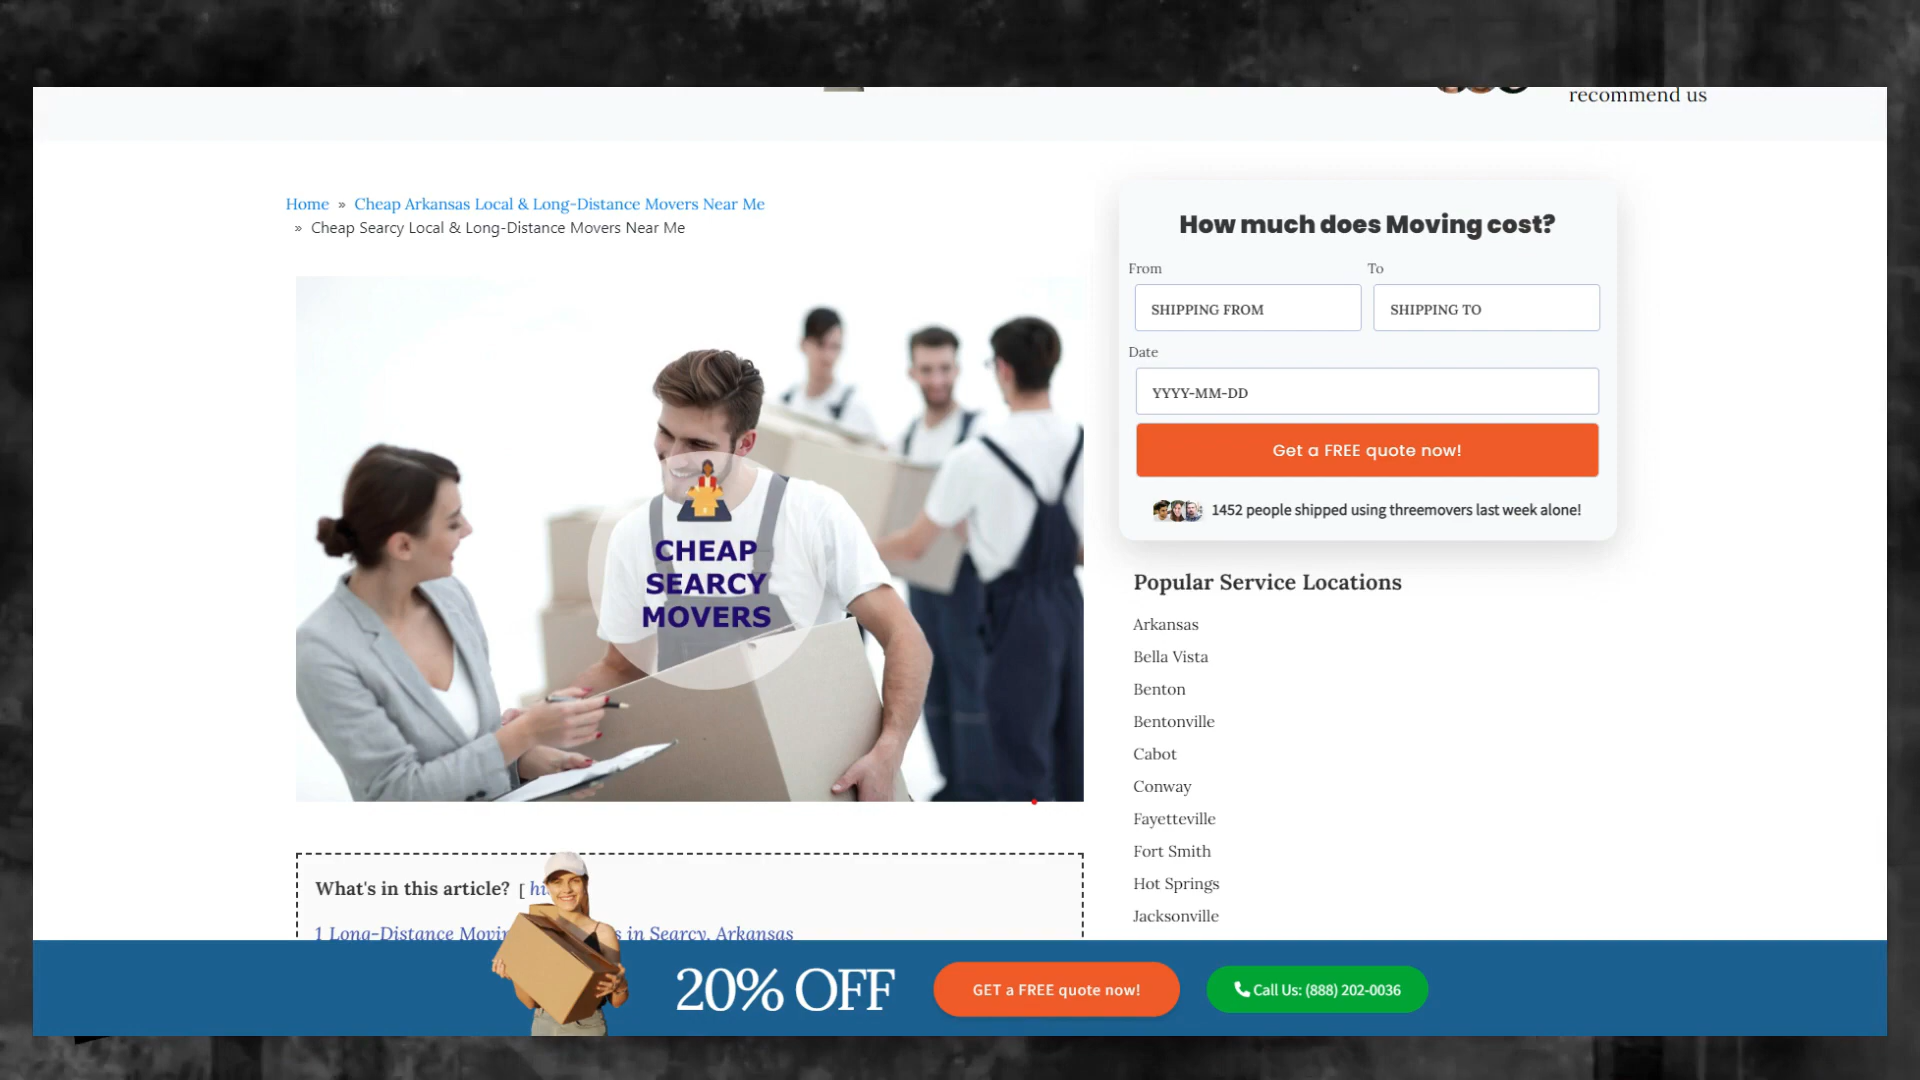 recommend us
Home » Cheap Arkansas Local & Long-Distance Movers Near Me
» Cheap Searcy Local & Long-Distance Movers Near Me
CHEAP
SEARCY
MOVERS
What's in this article? [
1 Long-Distance in Searcy, Arkansas
How much does Moving cost?
From To
SHIPPING FROM SHIPPING TO
Date
YYYY-MM-DD
Get a FREE quote now!
1452 people shipped using threemovers last week alone!
Popular Service Locations
Arkansas
Bella Vista
Benton
Bentonville
Cabot
Conway
Fayetteville
Fort Smith
Hot Springs
Jacksonville
20% OFF
GET a FREE quote now!
Call Us: (888) 202-0036